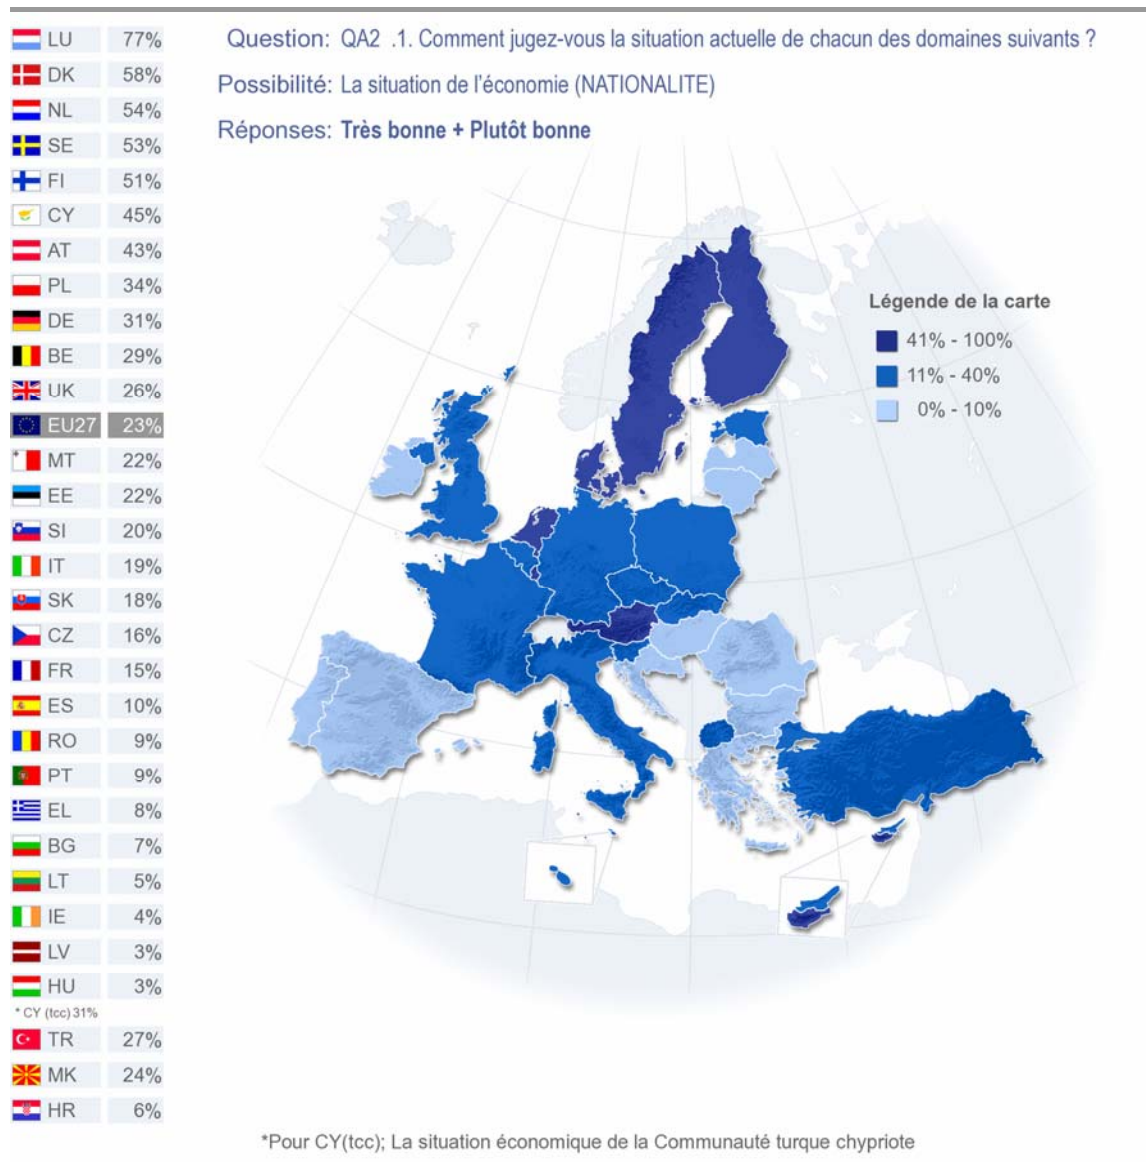 Question: QA2 .1. Comment jugez-vous la situation actuelle de chacun des domaines suivants ?
Possibilité: La situation de l'économie (NATIONALITE)
Réponses: Très bonne + Plutôt bonne
LU 77%
DK 58%
NL 54%
SE 53%
FI 51%
CY 45%
AT 43%
PL 34%
DE 31%
BE 29%
UK 26%
EU27 23%
MT 22%
EE 22%
SI 20%
IT 19%
SK 18%
CZ 16%
FR 15%
ES 10%
RO 9%
PT 9%
EL 8%
BG 7%
LT 5%
IE 4%
LV 3%
HU 3%
* CY (tcc) 31%
TR 27%
MK 24%
HR 6%
Légende de la carte
41% - 100%
11% - 40%
0% - 10%
*Pour CY(tcc); La situation économique de la Communauté turque chypriote